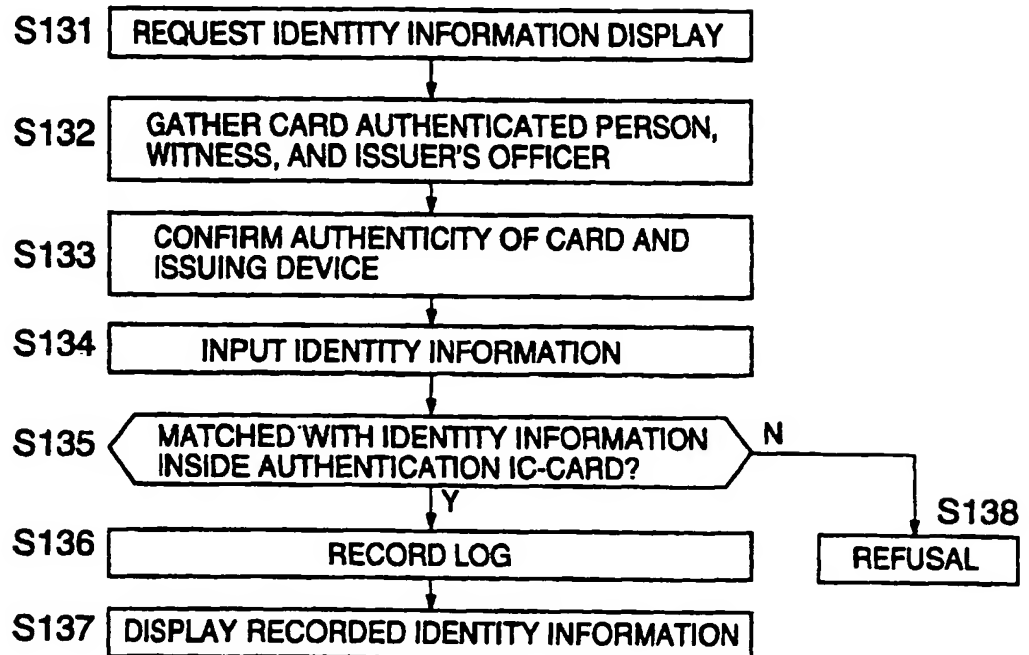 S131 REQUEST IDENTITY INFORMATION DISPLAY
S132 GATHER CARD AUTHENTICATED PERSON,
WITNESS, AND ISSUER'S OFFICER
S133 CONFIRM AUTHENTICITY OF CARD AND
ISSUING DEVICE
S134 INPUT IDENTITY INFORMATION
S135 MATCHED WITH IDENTITY INFORMATION
INSIDE AUTHENTICATION IC-CARD?
N
Y
S138
REFUSAL
S136 RECORD LOG
S137 DISPLAY RECORDED IDENTITY INFORMATION